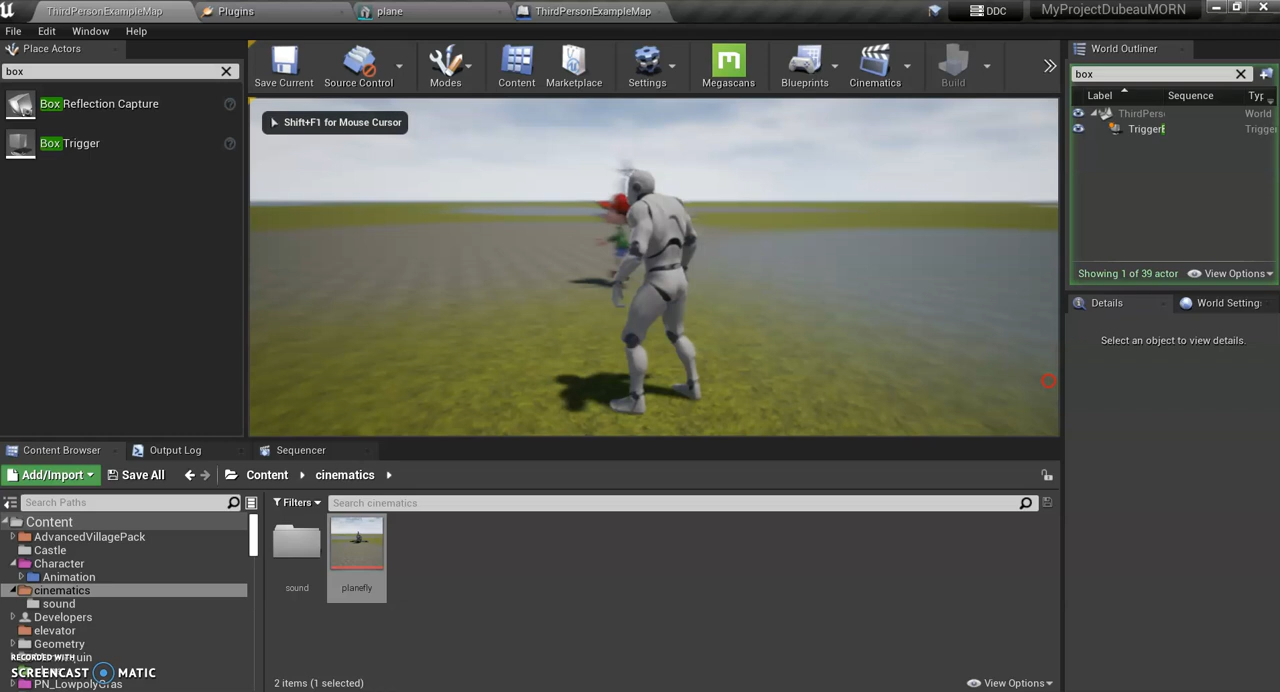 ThirdPersonExampleMap
Plugins
plane
ThirdPersonExampleMap
DDC
MyProjectDubeauMORN
File
Edit
Window
Help
Place Actors
box
Box Reflection Capture
Box Trigger
Save Current
Source Control
Modes
Content
Marketplace
Settings
Megascans
Blueprints
Cinematics
Build
Shift+F1 for Mouse Cursor
World Outliner
box
Label
Sequence
Typ
ThirdPers
World
TriggerB
Trigger
Showing 1 of 39 actor
View Options
Details
World Setting
Select an object to view details.
Content Browser
Output Log
Sequencer
Add/Import
Save All
Content
cinematics
Search Paths
Filters
Search cinematics
Content
AdvancedVillagePack
Castle
Character
Animation
cinematics
sound
Developers
elevator
Geometry
PN_LowpolyGras
sound
planefly
RECORDED WITH
SCREENCAST MATIC
2 items (1 selected)
View Options